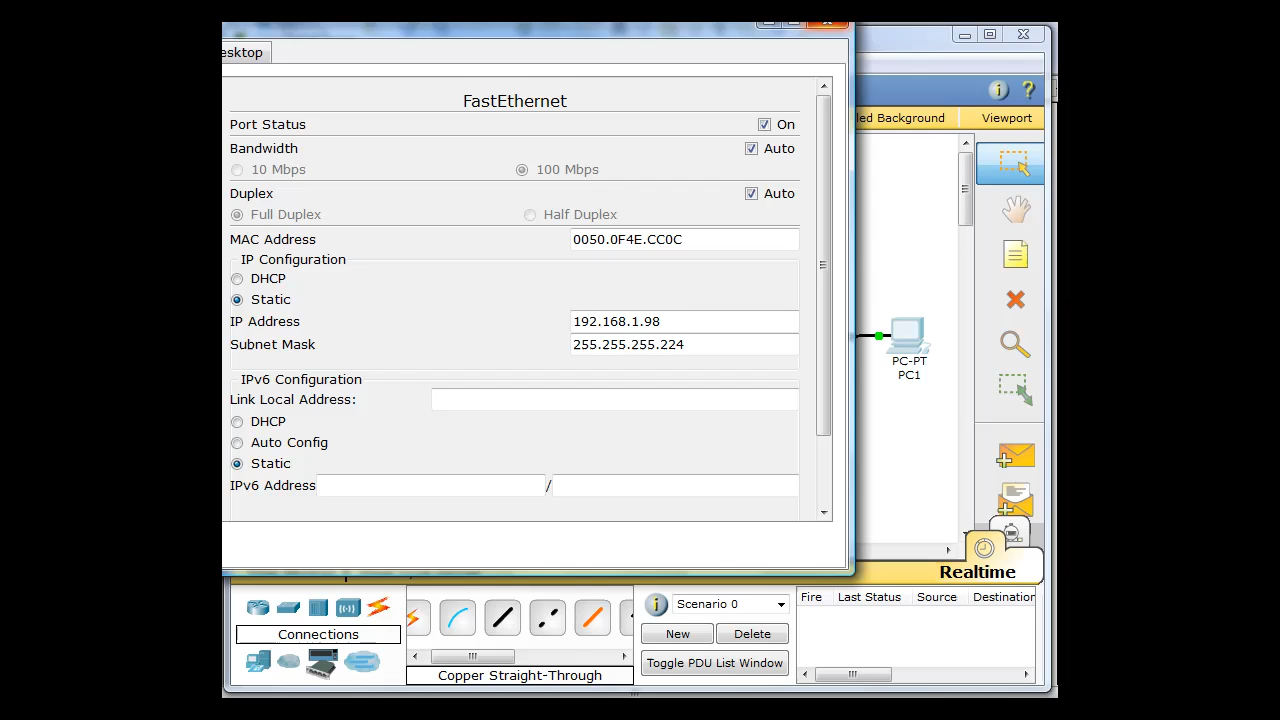 esktop
FastEthernet
Port Status On
Bandwidth Auto
10 Mbps 100 Mbps
Duplex Auto
Full Duplex Half Duplex
MAC Address 0050.0F4E.CC0C
IP Configuration
DHCP
Static
IP Address 192.168.1.98
Subnet Mask 255.255.255.224
IPv6 Configuration
Link Local Address:
DHCP
Auto Config
Static
IPv6 Address /
led Background Viewport
PC-PT
PC1
Realtime
Connections
Copper Straight-Through
Scenario 0
New Delete
Toggle PDU List Window
Fire Last Status Source Destination